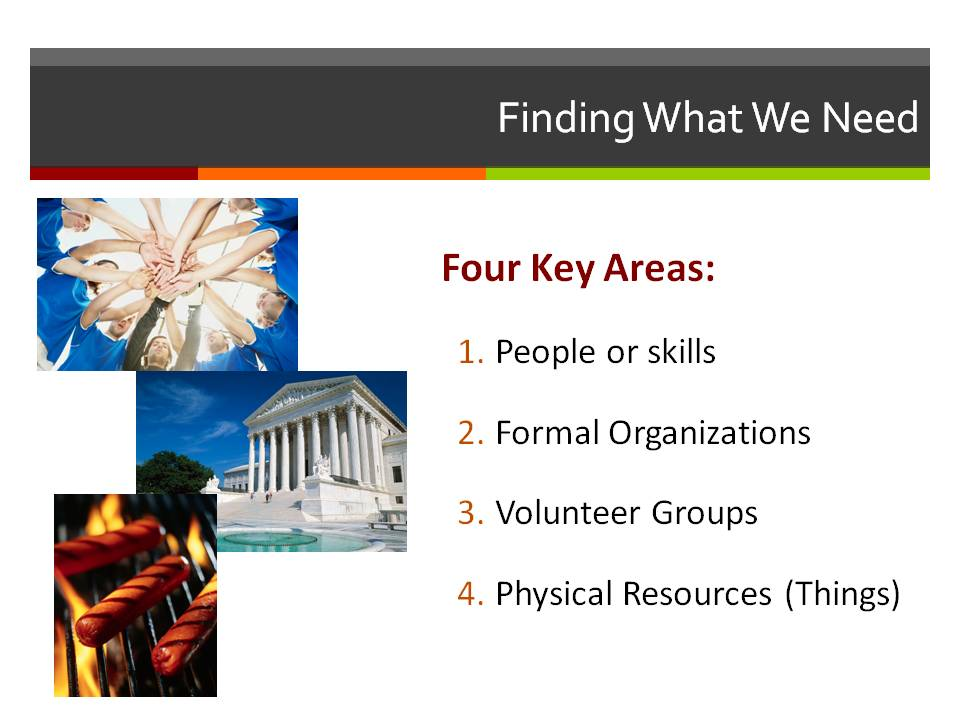 Finding What We Need
Four Key Areas:
1. People or skills
2. Formal Organizations
3. Volunteer Groups
4. Physical Resources (Things)